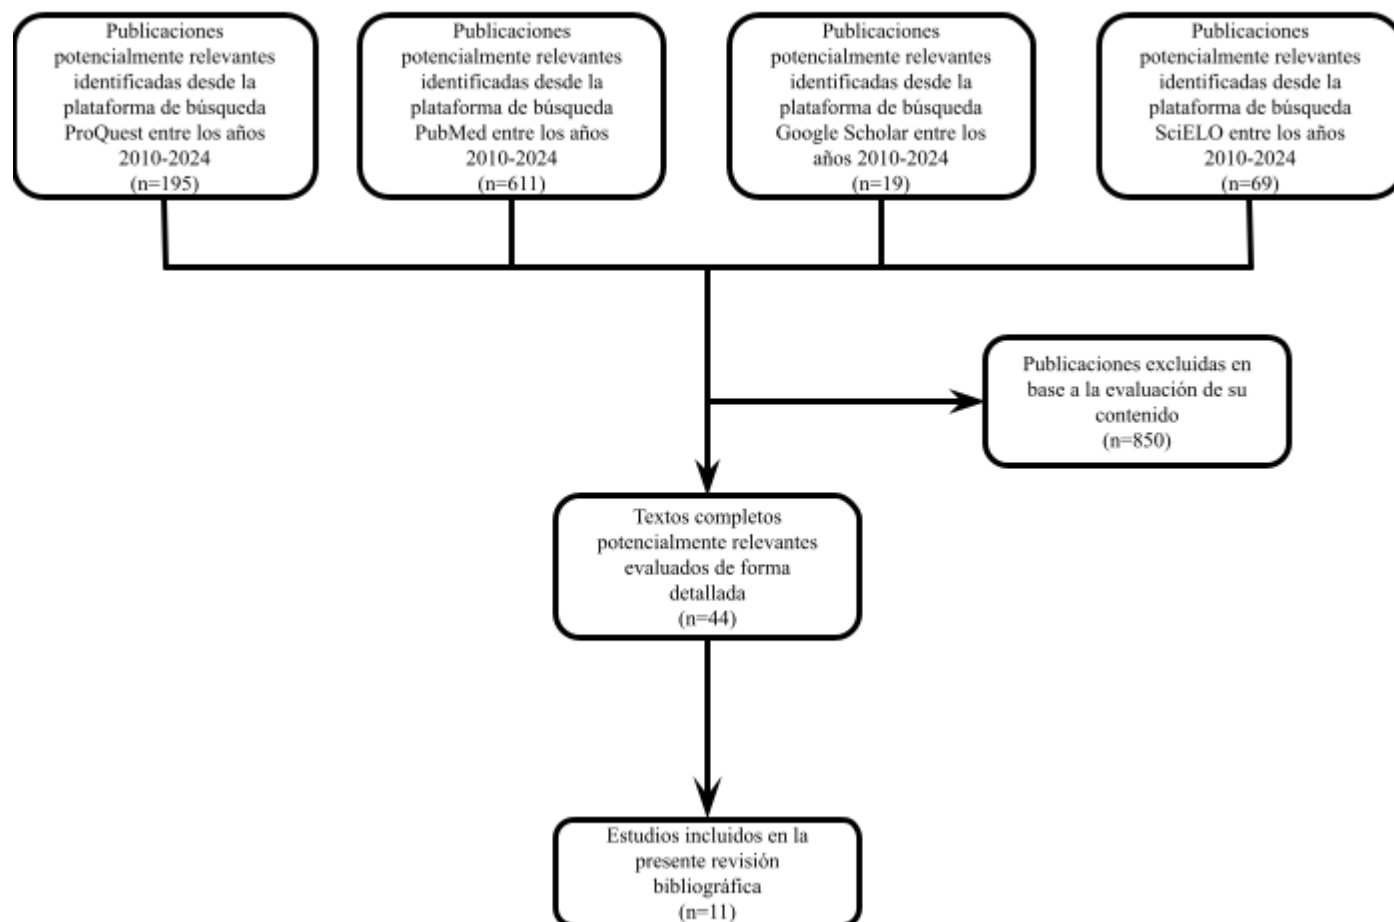 Publicaciones
potencialmente relevantes
identificadas desde la
plataforma de búsqueda
ProQuest entre los años
2010-2024
(n=195)
Publicaciones
potencialmente relevantes
identificadas desde la
plataforma de búsqueda
PubMed entre los años
2010-2024
(n=611)
Publicaciones
potencialmente relevantes
identificadas desde la
plataforma de búsqueda
Google Scholar entre los
años 2010-2024
(n=19)
Publicaciones
potencialmente relevantes
identificadas desde la
plataforma de búsqueda
SciELO entre los años
2010-2024
(n=69)
Publicaciones excluidas en
base a la evaluación de su
contenido
(n=850)
Textos completos
potencialmente relevantes
evaluados de forma
detallada
(n=44)
Estudios incluidos en la
presente revisión
bibliográfica
(n=11)